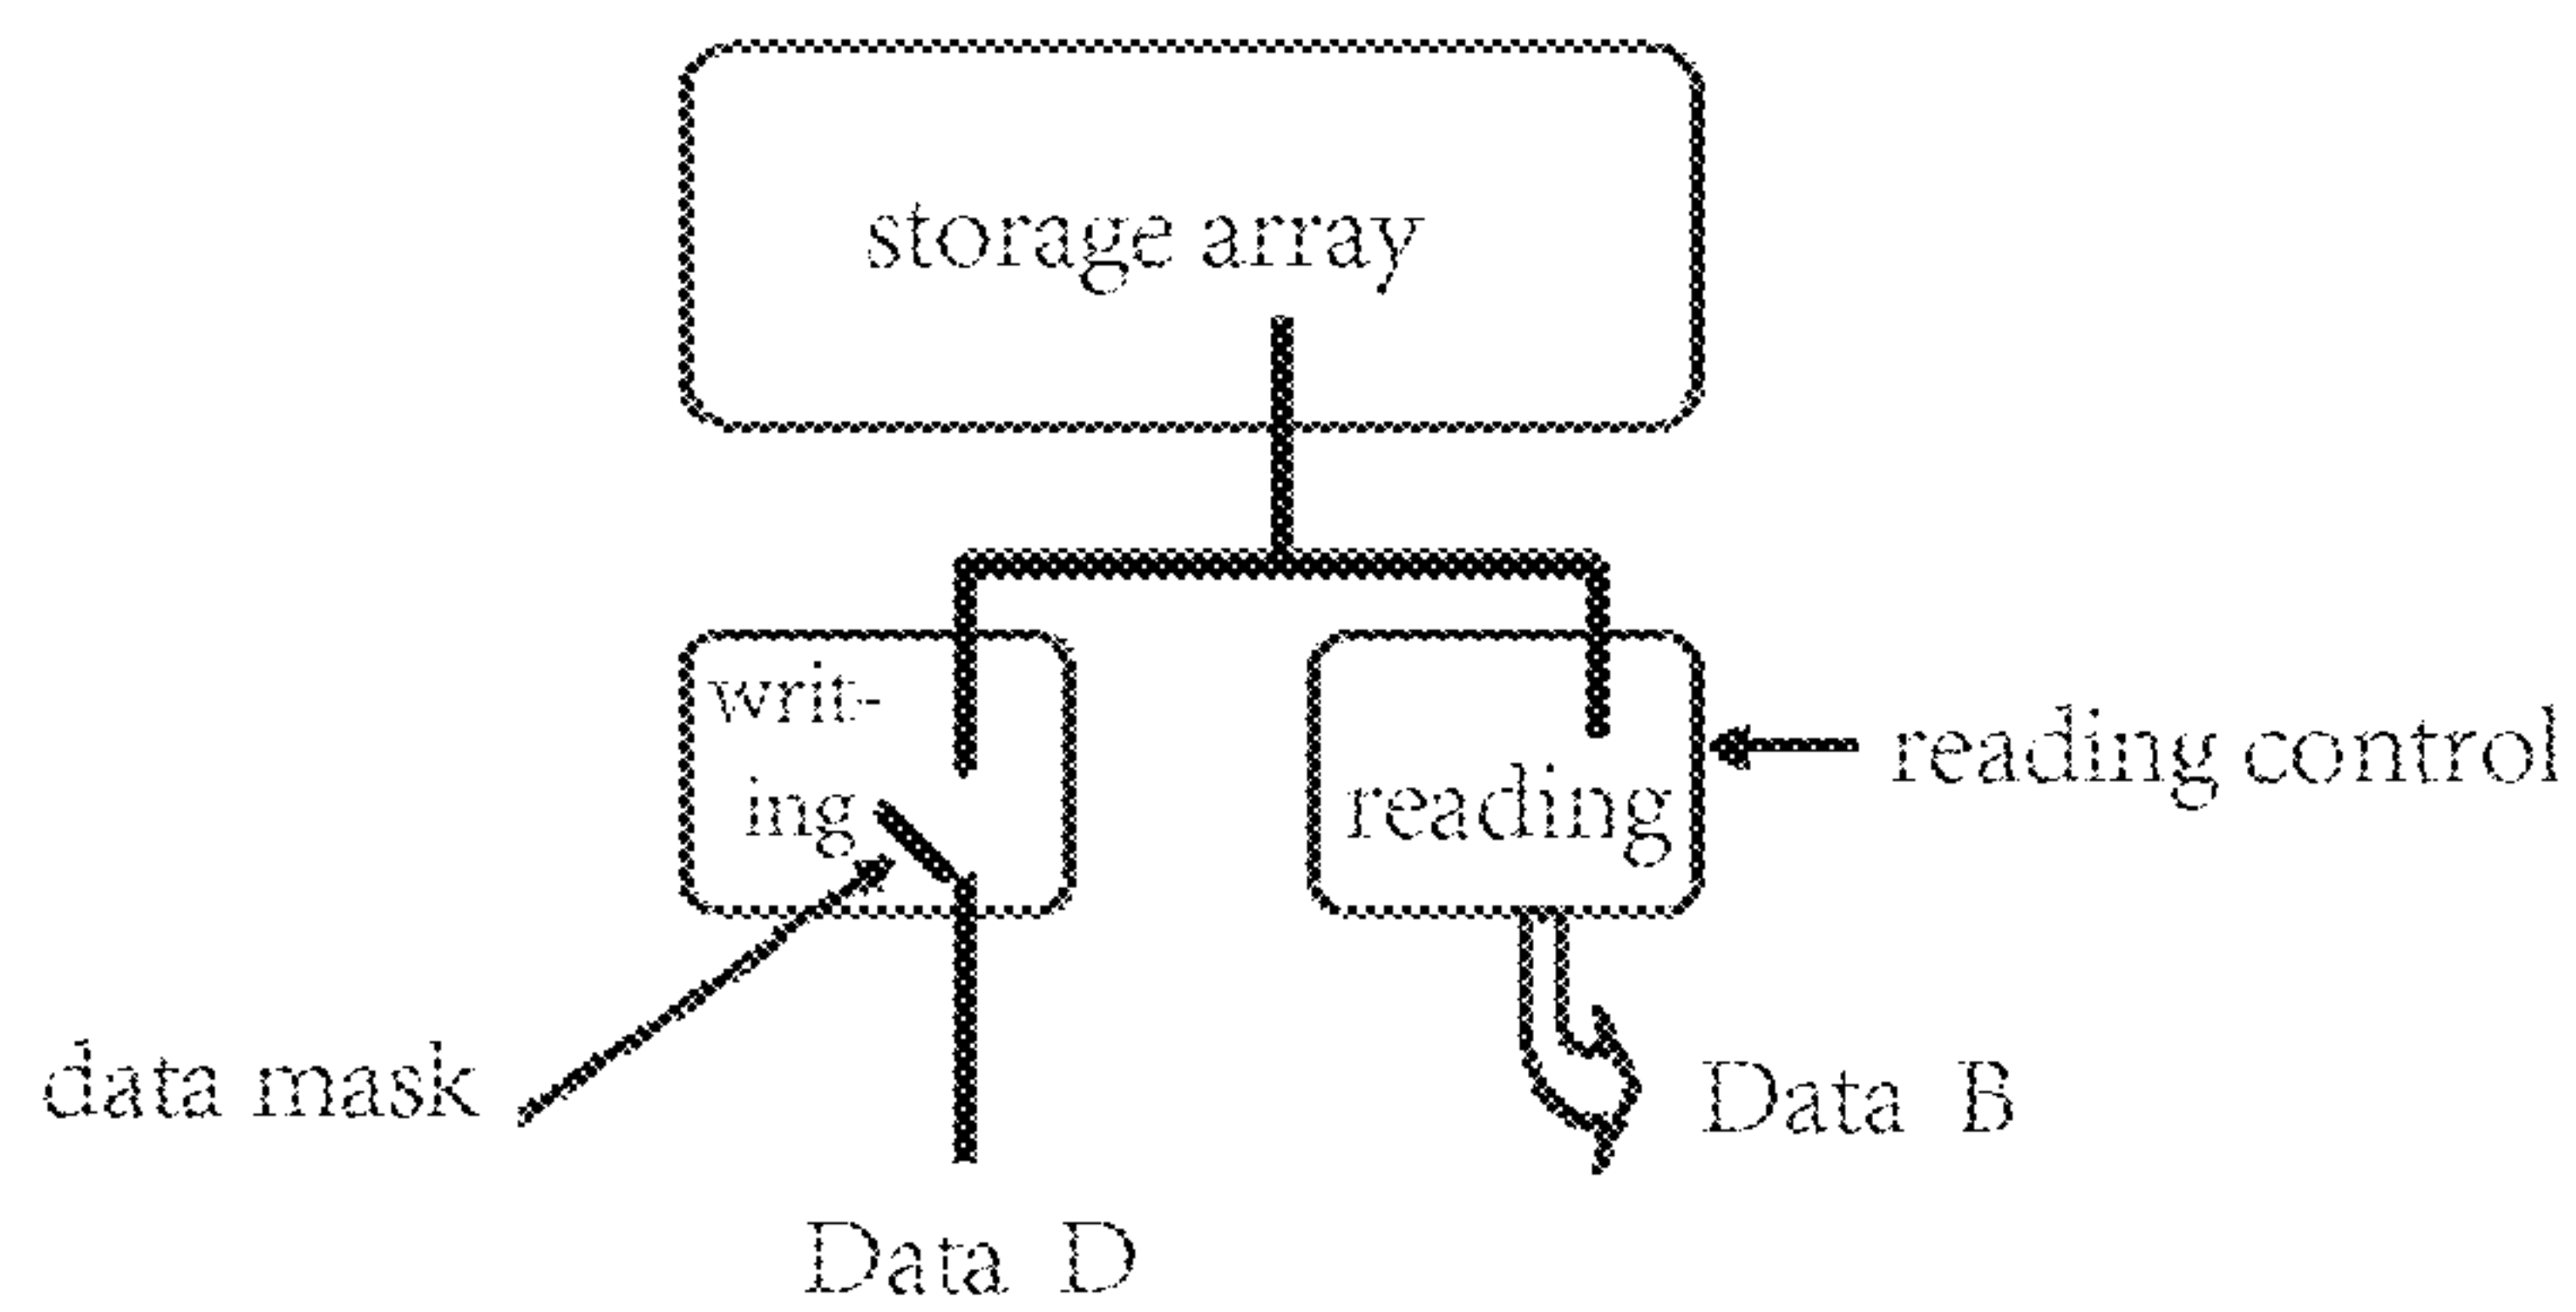 storage array
writ-
ing
reading
reading control
data mask
Data B
Data D